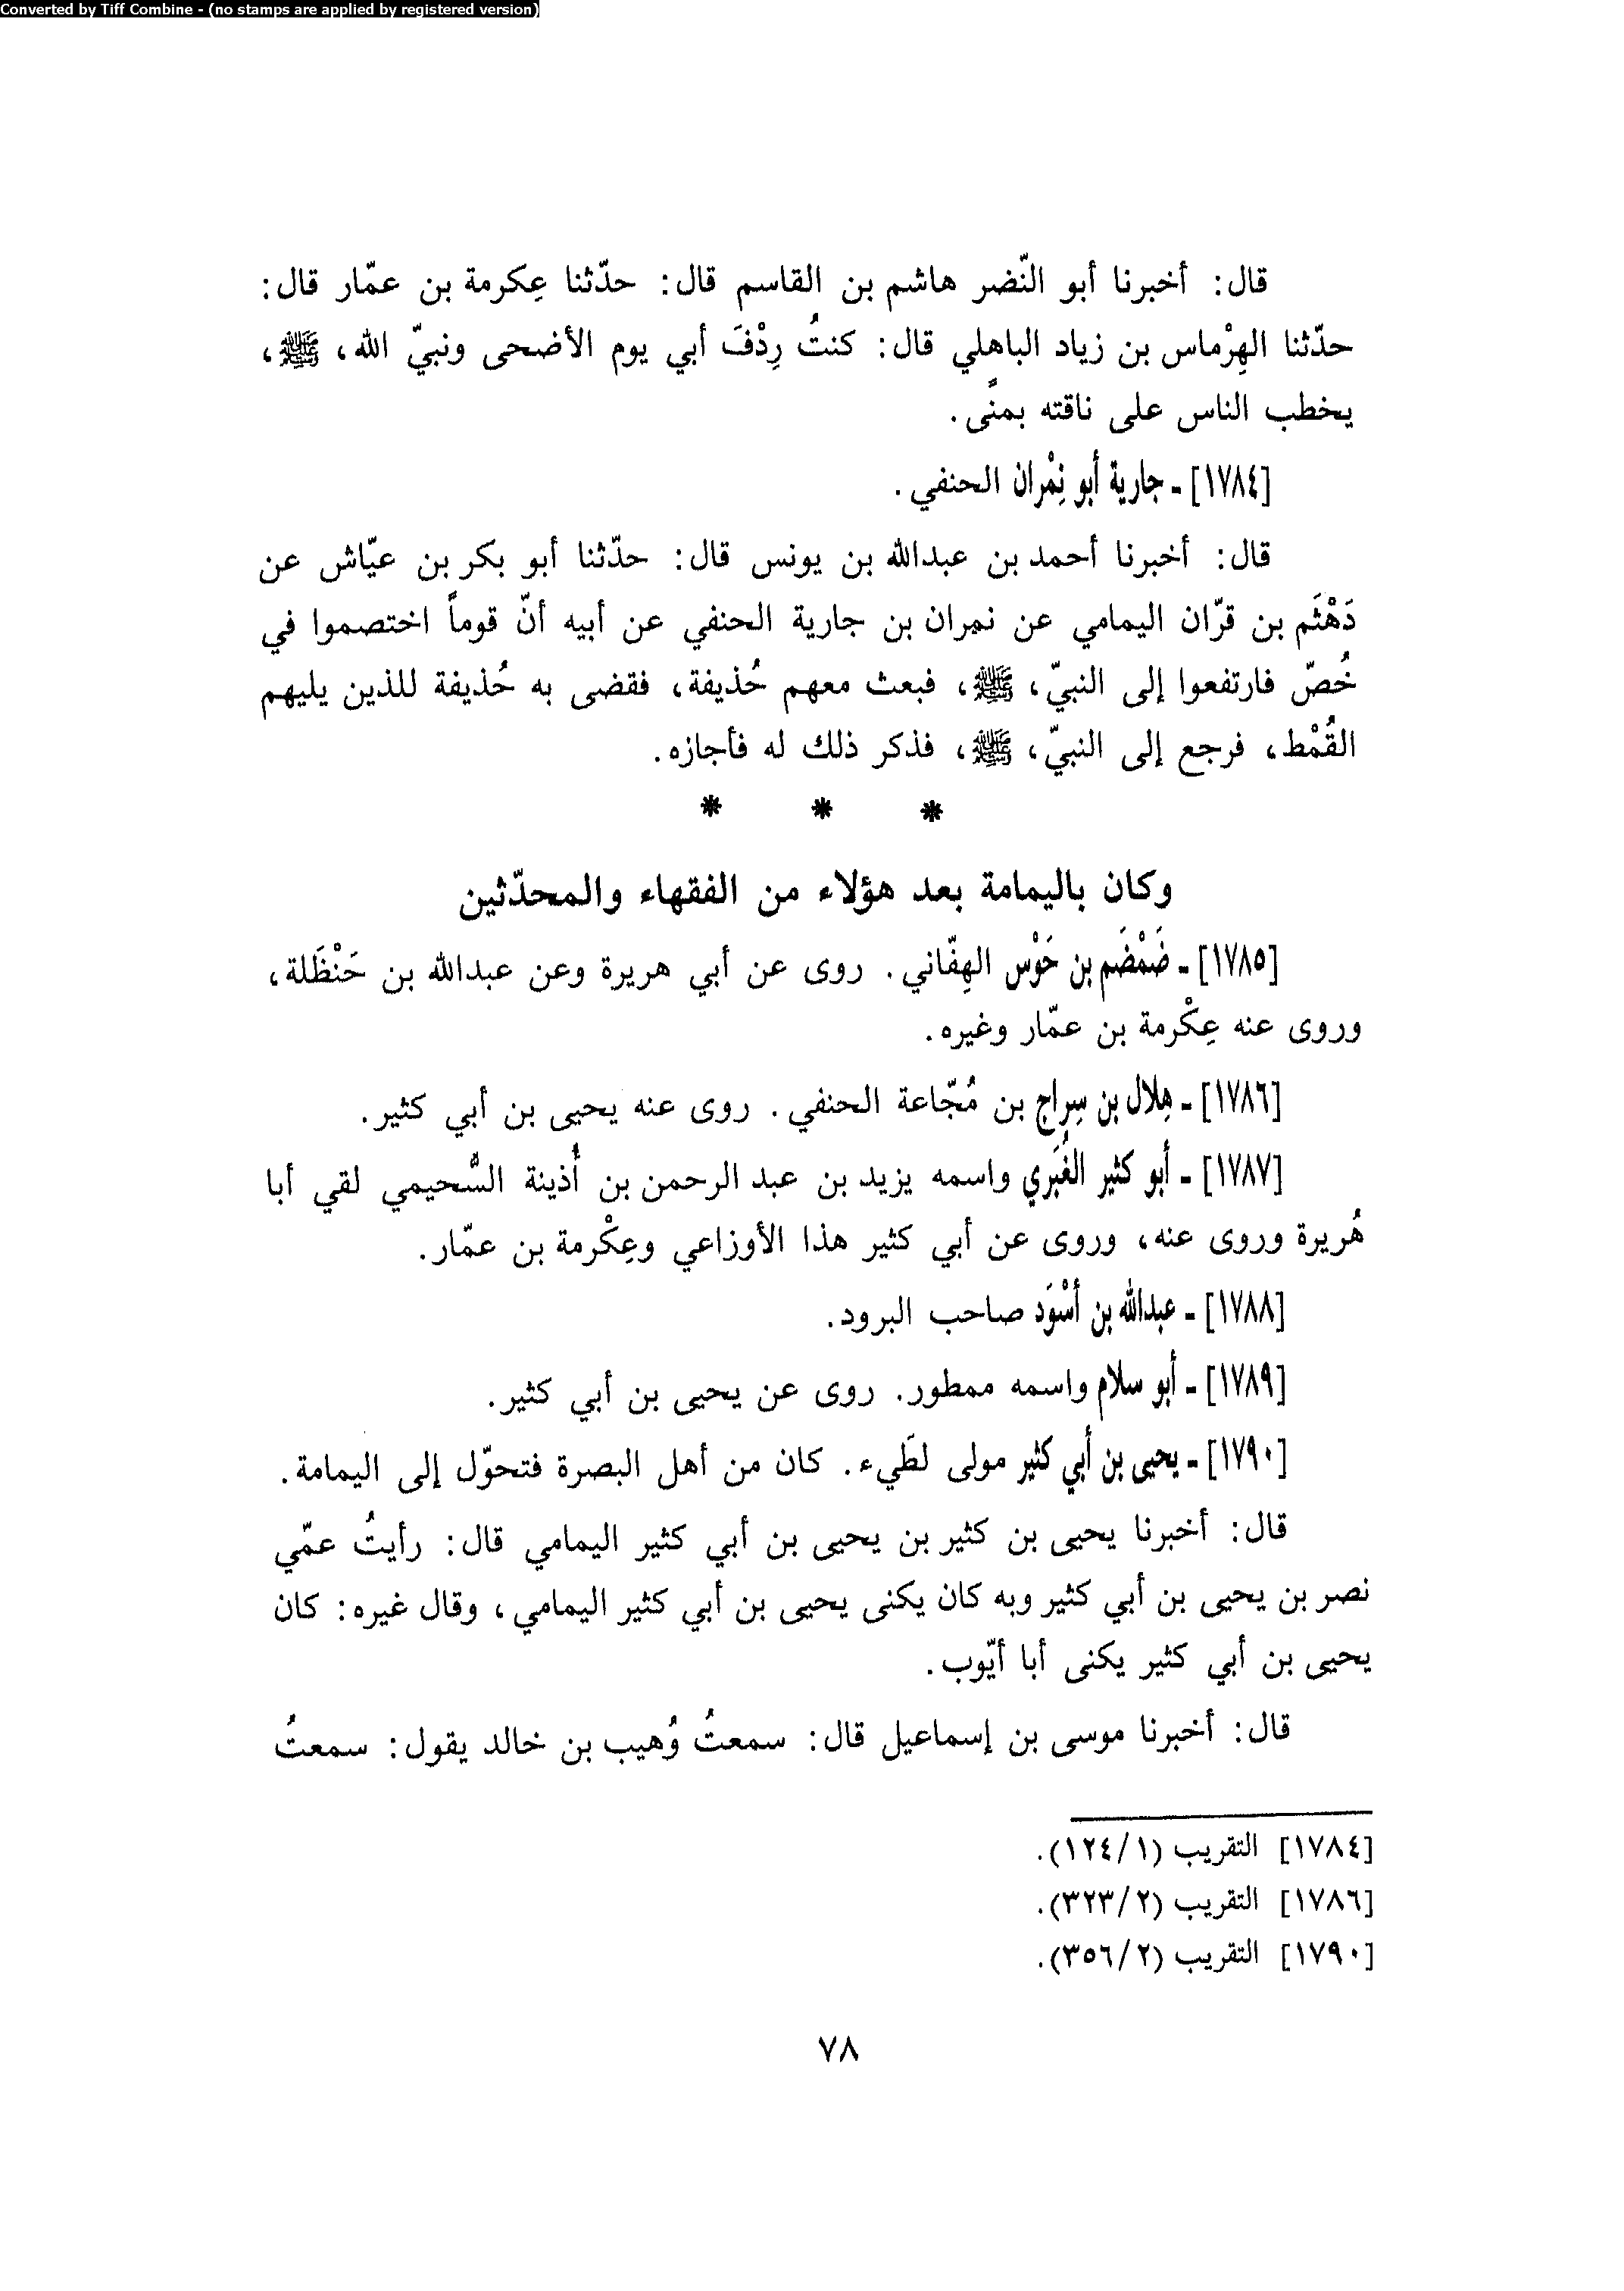 Converted by Tiff Combine - (no stamps are applied by registered version)
قال: أخبرنا أبو النّضر هاشم بن القاسم قال: حدّثنا عِكرمة بن عمّار قال:
حدّثنا الهِرْماس بن زياد الباهلي قال: كنتُ رِدْفَ أبي يوم الأضحى ونبيّ الله، ﷺ،
يخطب الناس على ناقته بمنًى.
[١٧٨٤] - جارية أبو نِمْران الحنفي.
قال: أخبرنا أحمد بن عبدالله بن يونس قال: حدّثنا أبو بكر بن عيّاش عن
دَهْثَم بن قرّان اليمامي عن نمران بن جارية الحنفي عن أبيه أنّ قوماً اختصموا في
خُصّ فارتفعوا إلى النبيّ، ﷺ، فبعث معهم حُذيفة، فقضى به حُذيفة للذين يليهم
القُمْط، فرجع إلى النبيّ، ﷺ، فذكر ذلك له فأجازه.
* * *
وكان باليمامة بعد هؤلاء من الفقهاء والمحدّثين
[١٧٨٥] - ضَمْضَم بن حَوْس الهِفّاني. روى عن أبي هريرة وعن عبدالله بن حَنْظَلة،
وروى عنه عِكْرمة بن عمّار وغيره.
[١٧٨٦] - هِلال بن سِراج بن مُجّاعة الحنفي. روى عنه يحيى بن أبي كثير.
[١٧٨٧] - أبو كثير الغُبَري واسمه يزيد بن عبد الرحمن بن أُذينة السُّحيمي لقي أبا
هُريرة وروى عنه، وروى عن أبي كثير هذا الأوزاعي وعِكْرمة بن عمّار.
[١٧٨٨] - عبدالله بن أسْوَد صاحب البرود.
[١٧٨٩] - أبو سلام واسمه ممطور. روى عن يحيى بن أبي كثير.
[١٧٩٠] - يحيى بن أبي كثير مولى لطَيء. كان من أهل البصرة فتحوّل إلى اليمامة.
قال: أخبرنا يحيى بن كثير بن يحيى بن أبي كثير اليمامي قال: رأيتُ عمّي
نصر بن يحيى بن أبي كثير وبه كان يكنى يحيى بن أبي كثير اليمامي، وقال غيره: كان
يحيى بن أبي كثير يكنى أبا أيّوب.
قال: أخبرنا موسى بن إسماعيل قال: سمعتُ وُهيب بن خالد يقول: سمعتُ
[١٧٨٤] التقريب (١/ ١٢٤).
[١٧٨٦] التقريب (٢/ ٣٢٣).
[١٧٩٠] التقريب (٢/ ٣٥٦).
٧٨